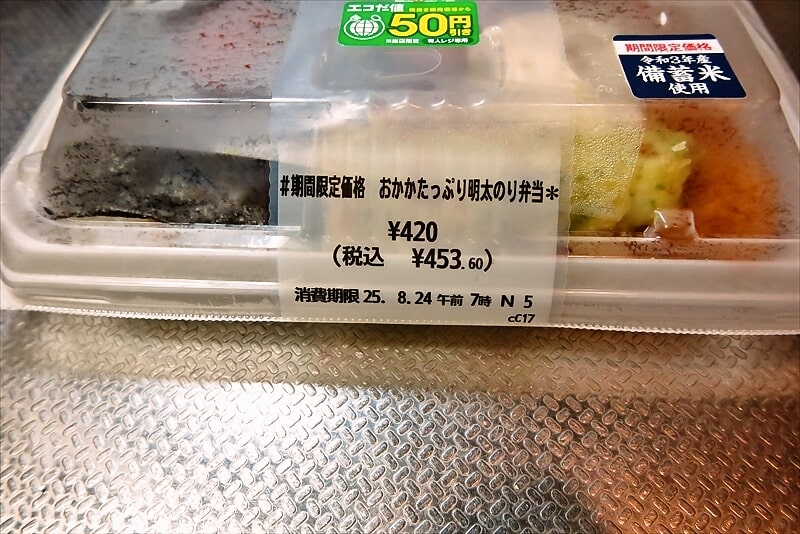 エコだ値
50円引き
期間限定価格
令和3年産
備蓄米
使用
#期間限定価格 おかかたっぷり明太のり弁当*
¥420
(税込 ¥453.60)
消費期限 25. 8.24 午前 7時 N 5
cC17